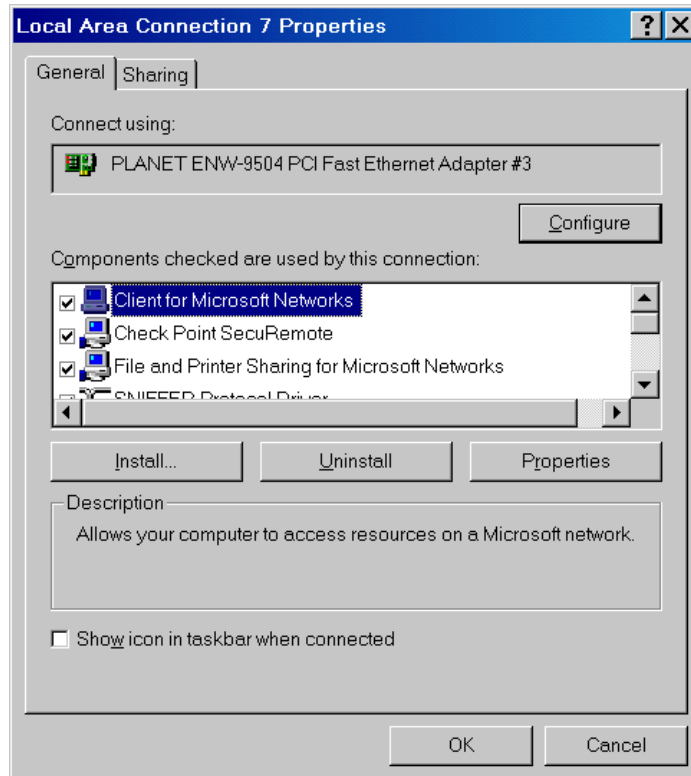 Local Area Connection 7 Properties
General
Sharing
Connect using:
PLANET ENW-9504 PCI Fast Ethernet Adapter #3
Configure
Components checked are used by this connection:
Client for Microsoft Networks
Check Point SecuRemote
File and Printer Sharing for Microsoft Networks
SNIFFER Protocol Driver
Install...
Uninstall
Properties
Description
Allows your computer to access resources on a Microsoft network.
Show icon in taskbar when connected
OK
Cancel